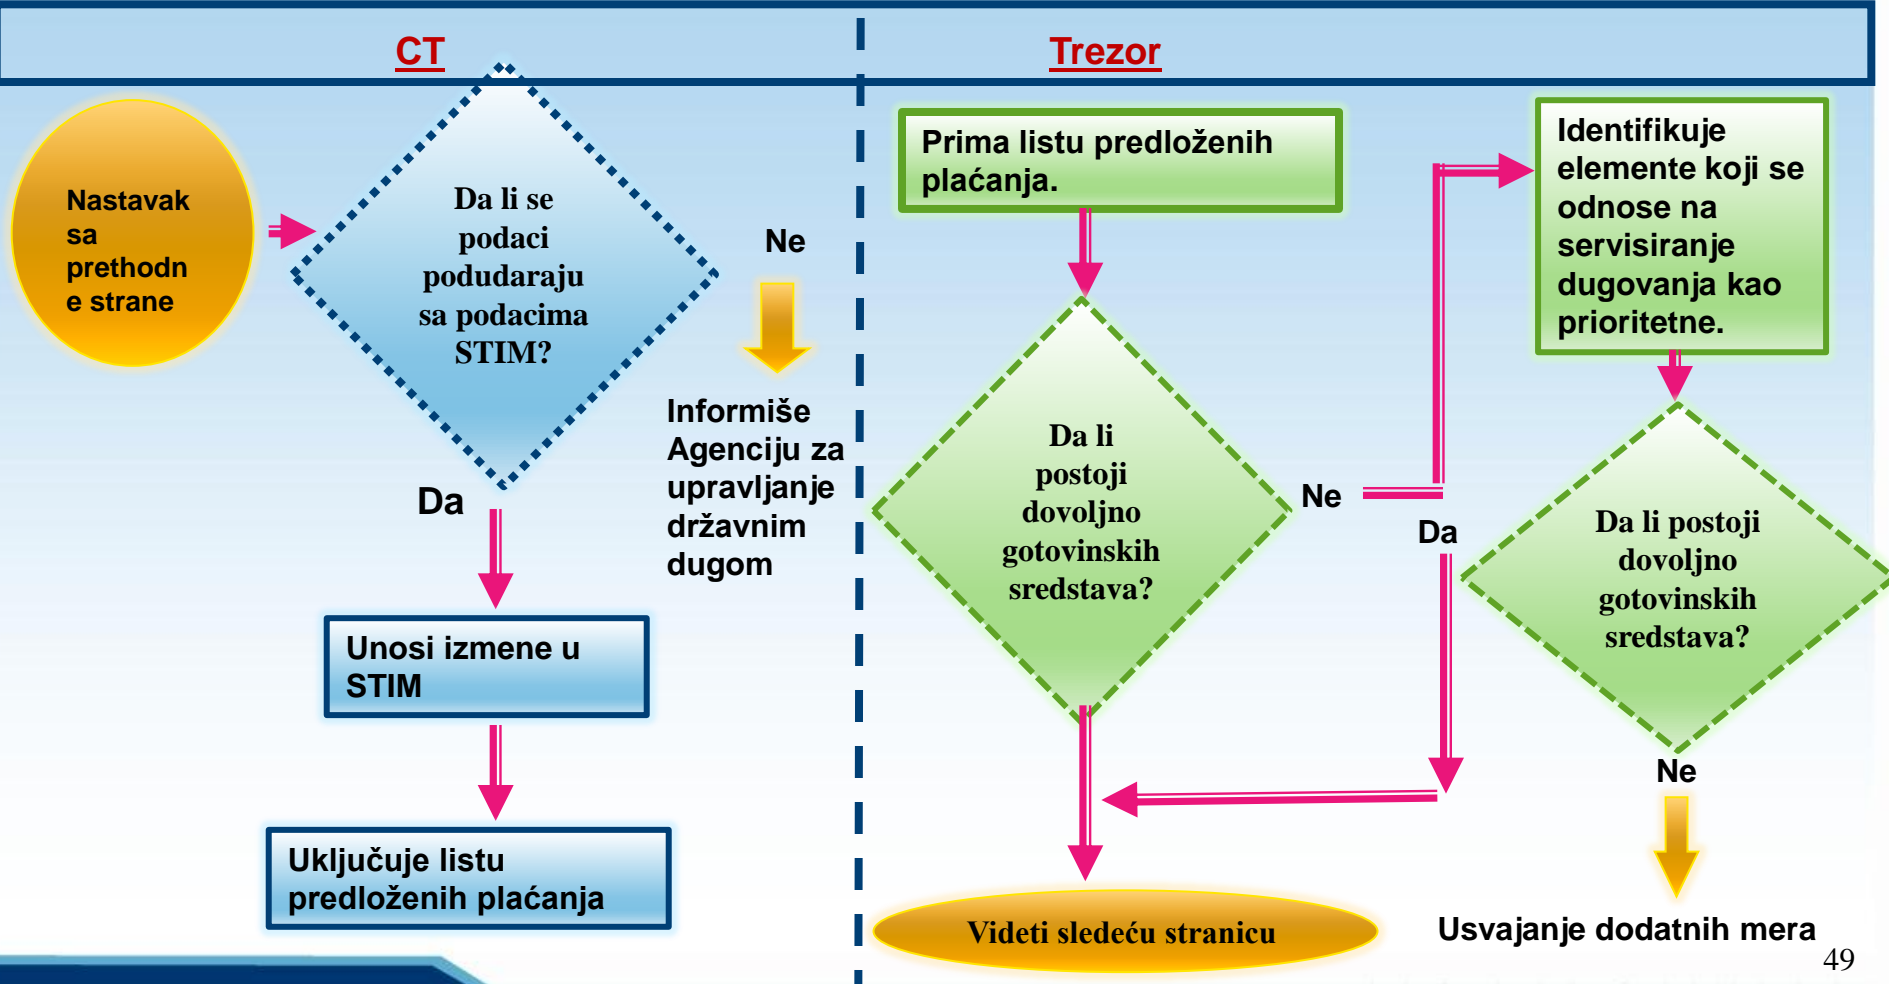 CT
Trezor
Nastavak
sa
prethodn
e strane
Da li se
podaci
podudaraju
sa podacima
STIM?
Ne
Informiše
Agenciju za
upravljanje
državnim
dugom
Da
Unosi izmene u
STIM
Uključuje listu
predloženih plaćanja
Prima listu predloženih
plaćanja.
Da li
postoji
dovoljno
gotovinskih
sredstava?
Ne
Identifikuje
elemente koji se
odnose na
servisiranje
dugovanja kao
prioritetne.
Da
Da li postoji
dovoljno
gotovinskih
sredstava?
Ne
Videti sledeću stranicu
Usvajanje dodatnih mera
49